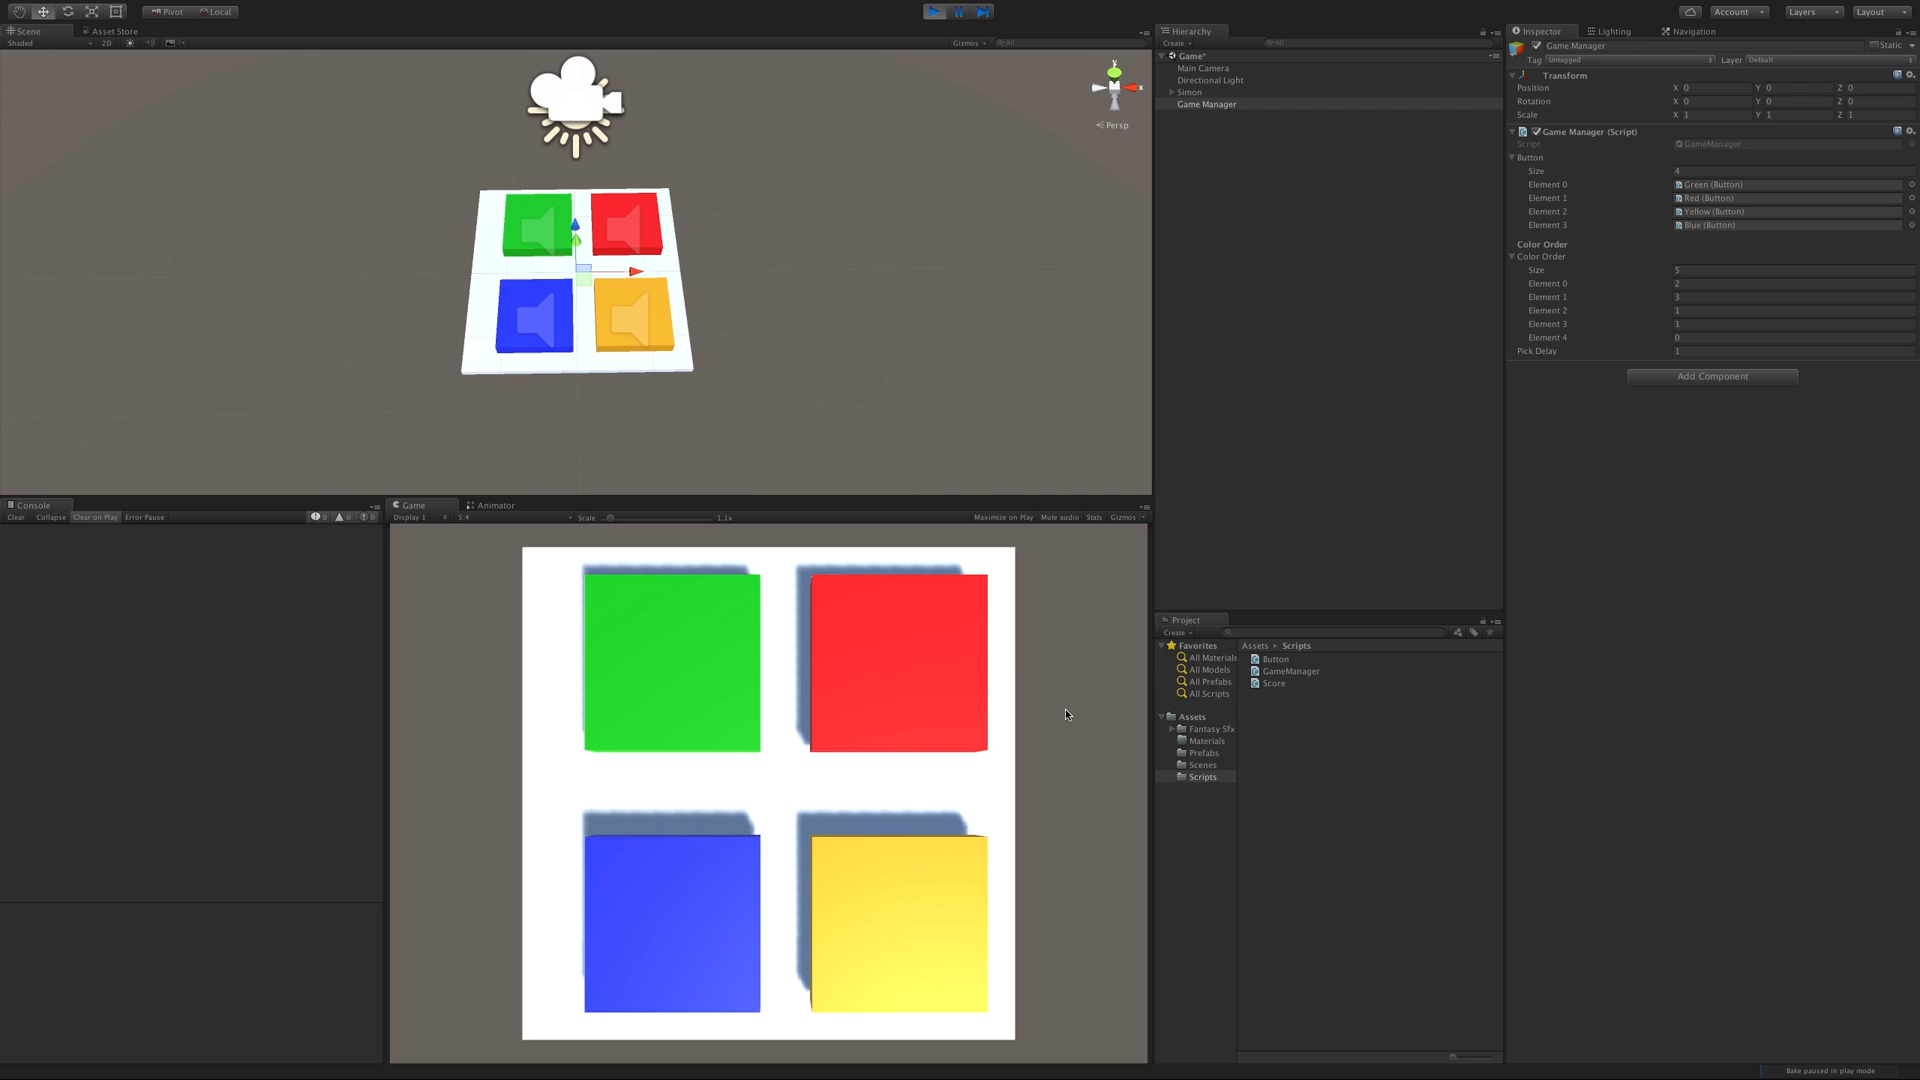 Pivot Local Account Layers Layout
Scene Asset Store
Shaded 2D Gizmos All
y
x
Persp
Hierarchy
Create All
Game*
Main Camera
Directional Light
Simon
Game Manager
Inspector Lighting Navigation
Game Manager Static
Tag Untagged Layer Default
Transform
Position X 0 Y 0 Z 0
Rotation X 0 Y 0 Z 0
Scale X 1 Y 1 Z 1
Game Manager (Script)
Script GameManager
Button
Size 4
Element 0 Green (Button)
Element 1 Red (Button)
Element 2 Yellow (Button)
Element 3 Blue (Button)
Color Order
Color Order
Size 5
Element 0 2
Element 1 3
Element 2 1
Element 3 1
Element 4 0
Pick Delay 1
Add Component
Console
Clear Collapse Clear on Play Error Pause 0 0 0
Game Animator
Display 1 5:4 Scale 1.1x Maximize on Play Mute audio Stats Gizmos
Project
Create
Favorites
All Materials
All Models
All Prefabs
All Scripts
Assets
Fantasy Sfx
Materials
Prefabs
Scenes
Scripts
Assets Scripts
Button
GameManager
Score
Bake paused in play mode